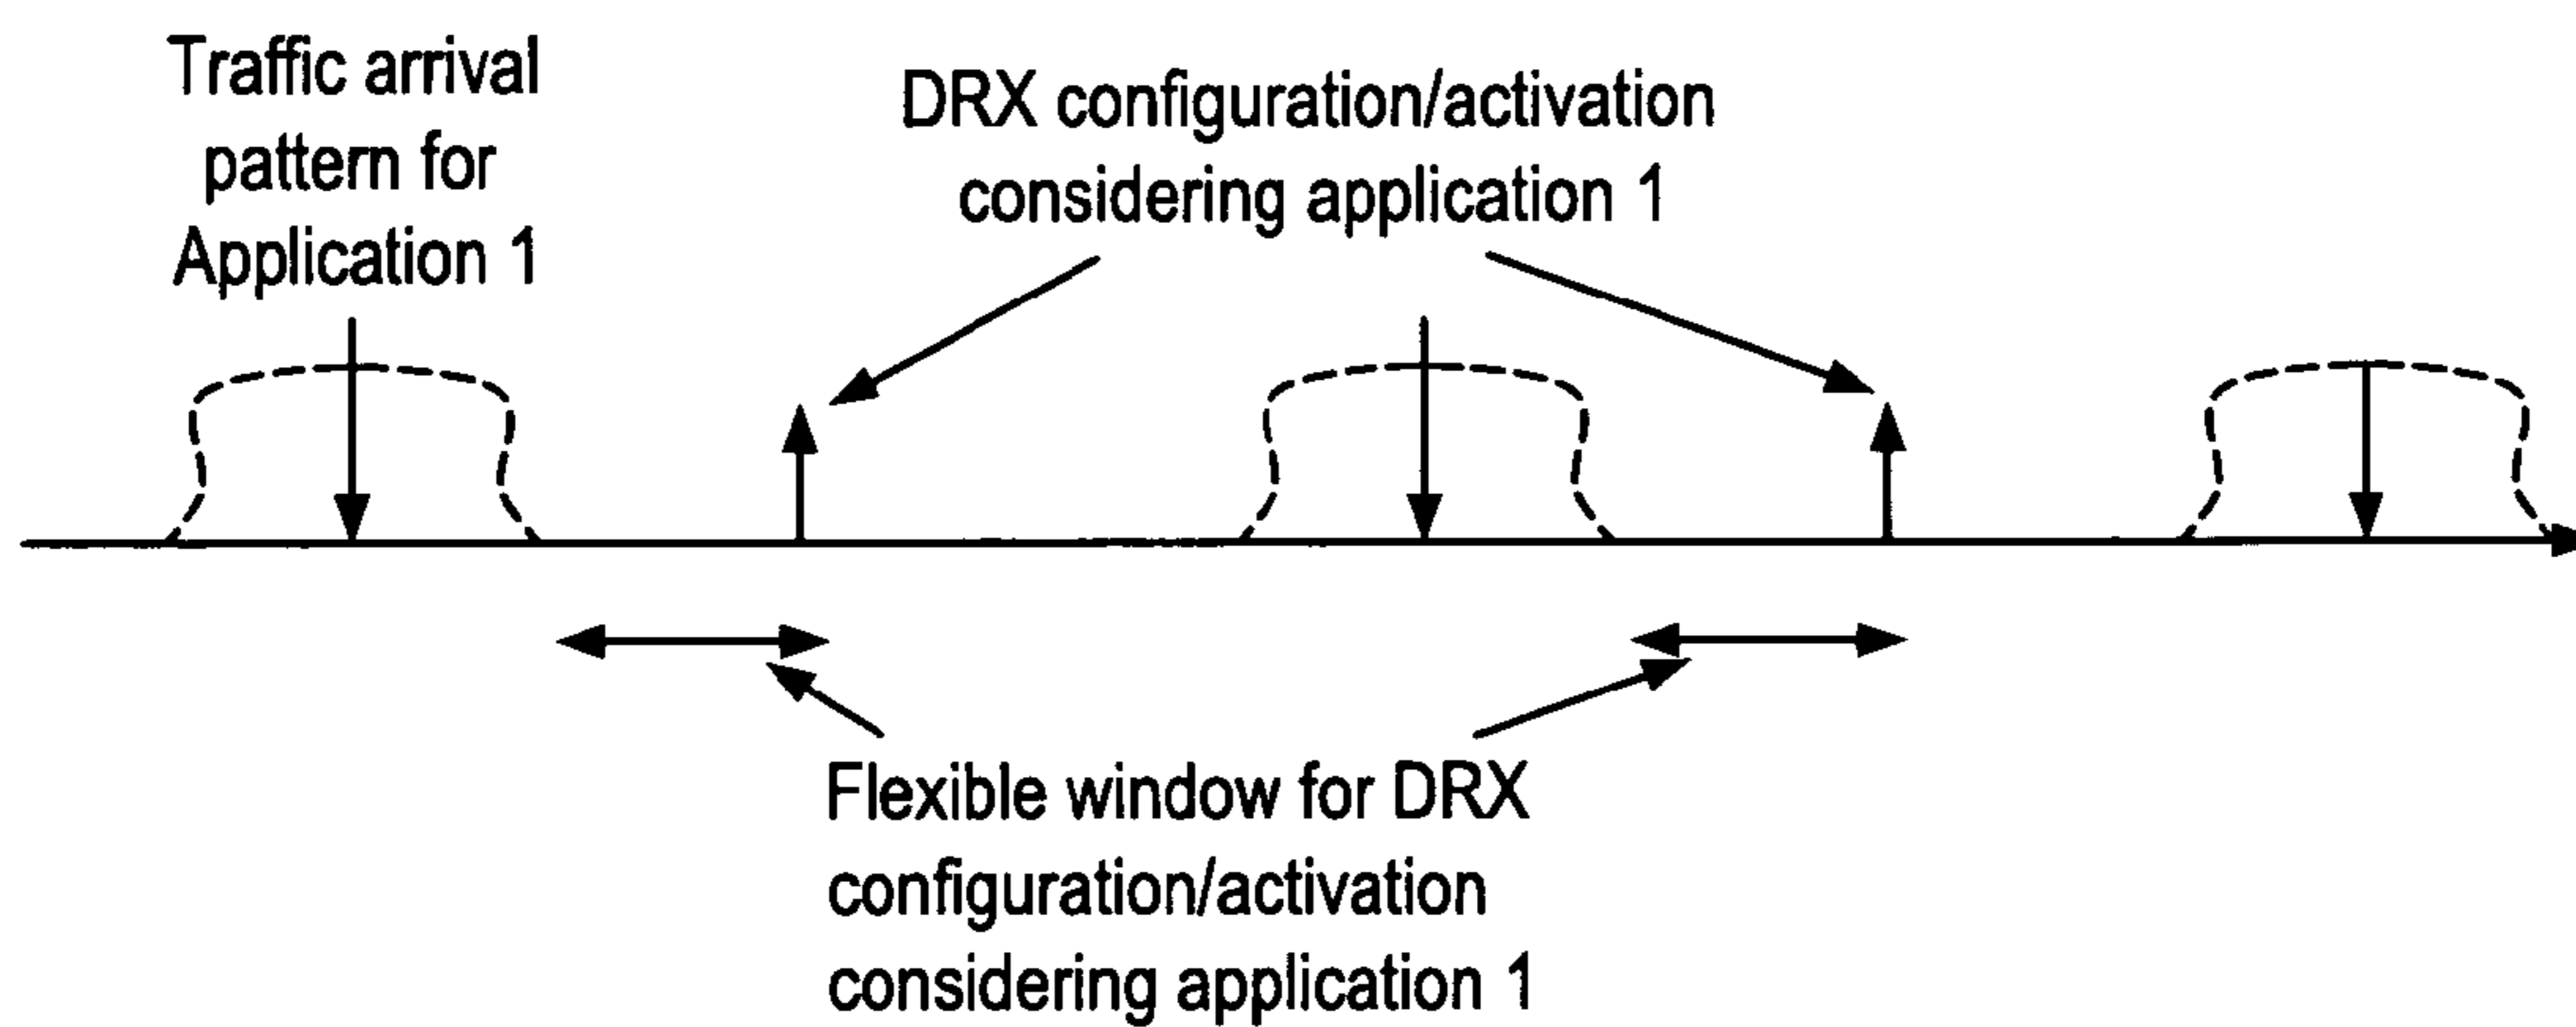 Traffic arrival
pattern for
Application 1
DRX configuration/activation
considering application 1
Flexible window for DRX
configuration/activation
considering application 1